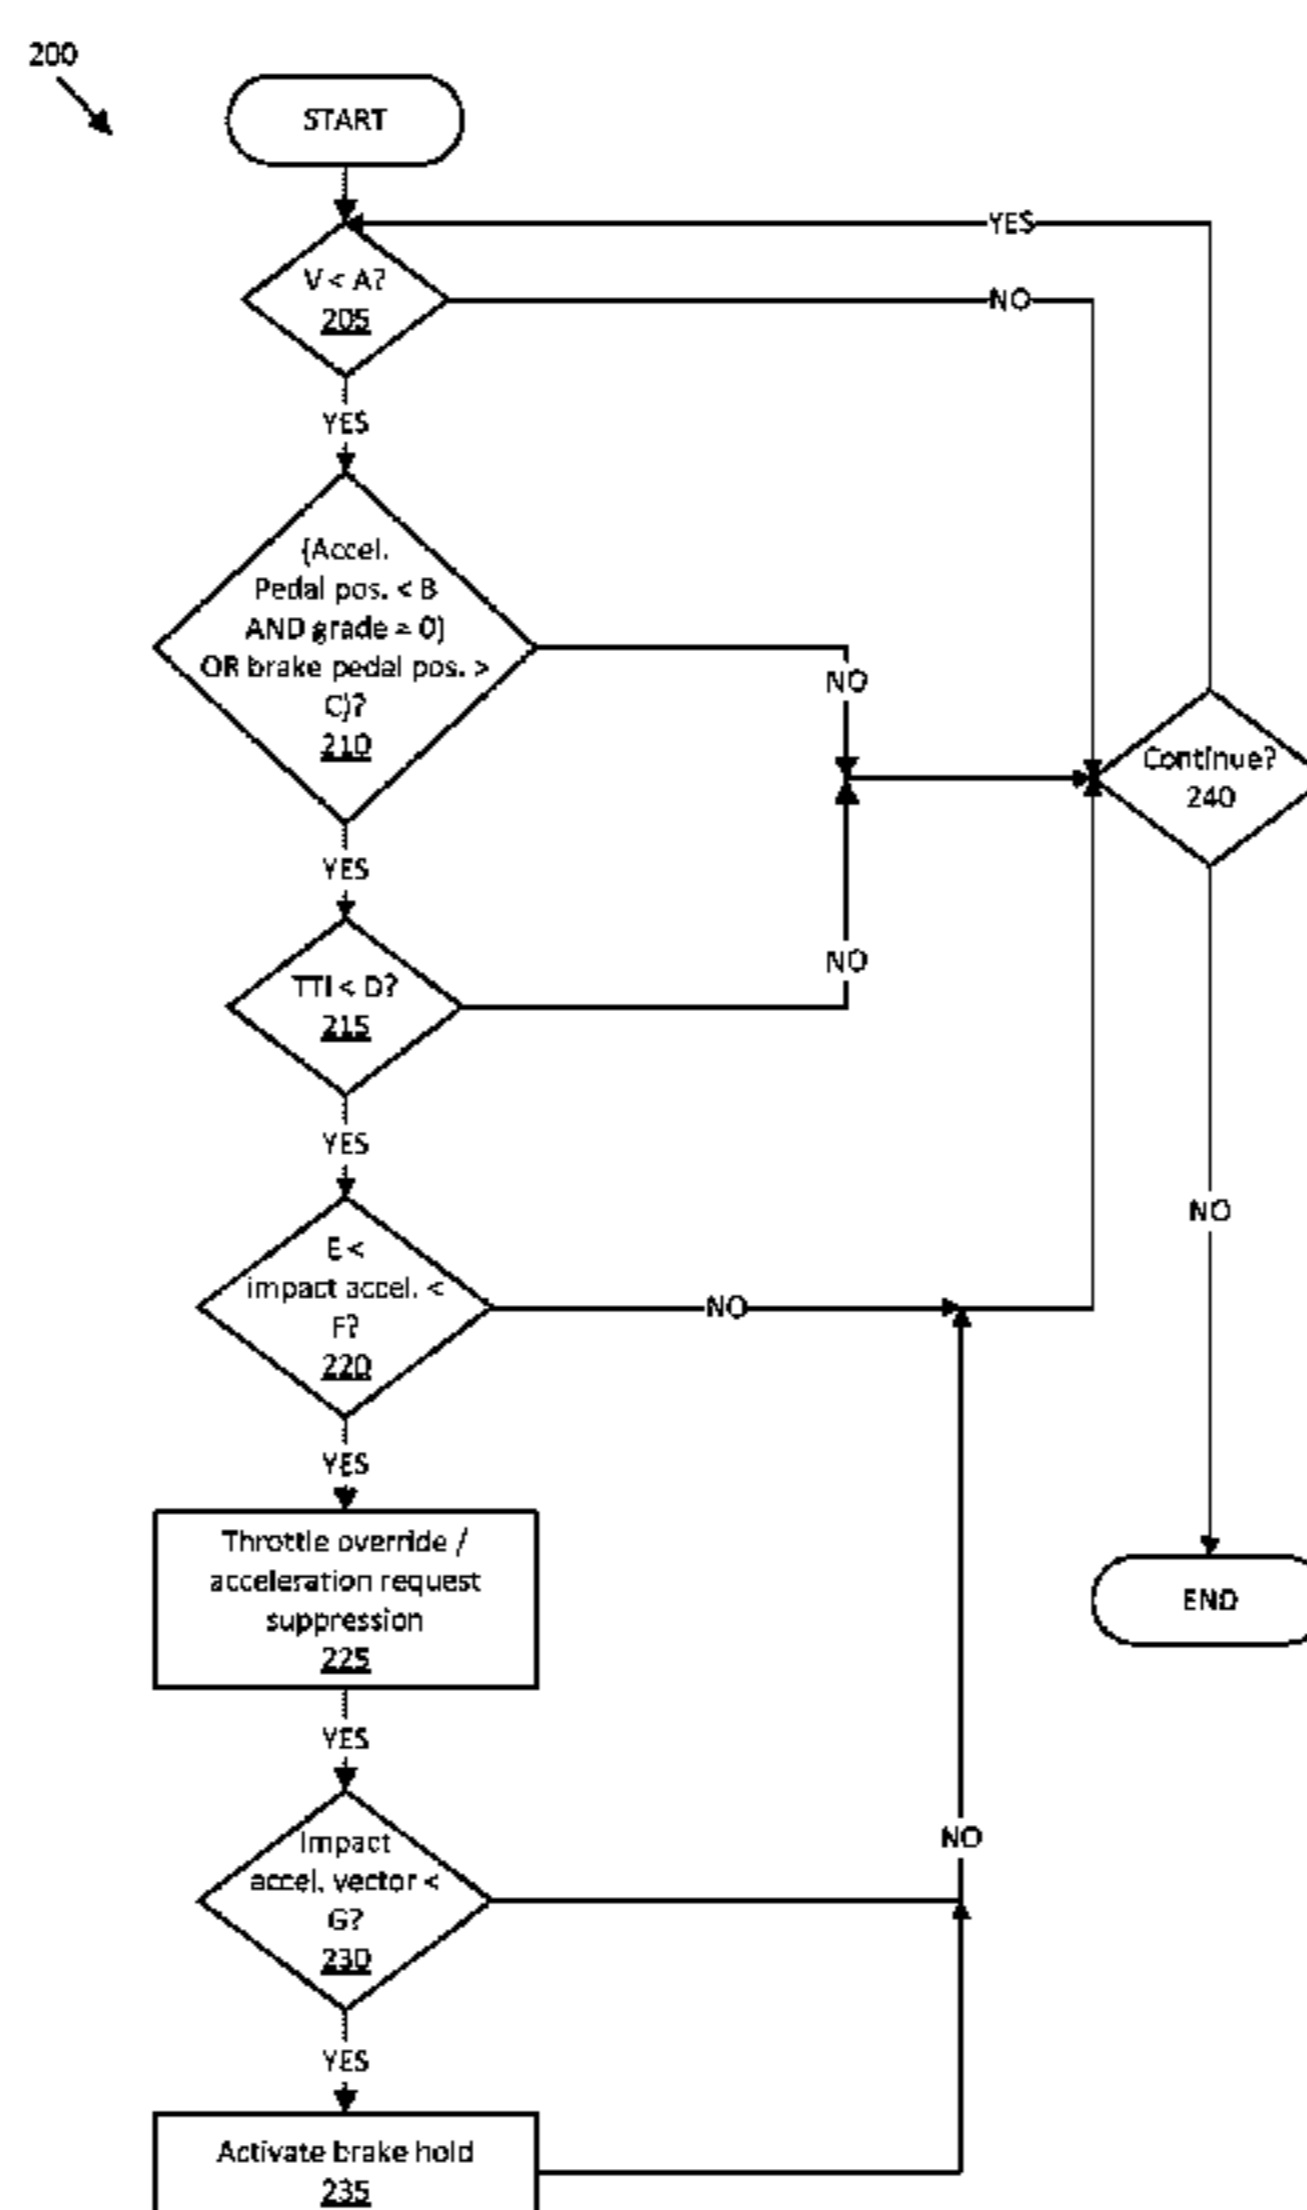 200
START
YES
V < A?
205
NO
YES
(Accel.
Pedal pos. < B
AND grade = 0)
OR brake pedal pos. >
C)?
210
NO
Continue?
240
YES
NO
TTI < D?
215
YES
NO
E <
impact accel. <
F?
220
NO
YES
Throttle override /
acceleration request
suppression
225
END
YES
Impact
accel. vector <
G?
230
NO
YES
Activate brake hold
235